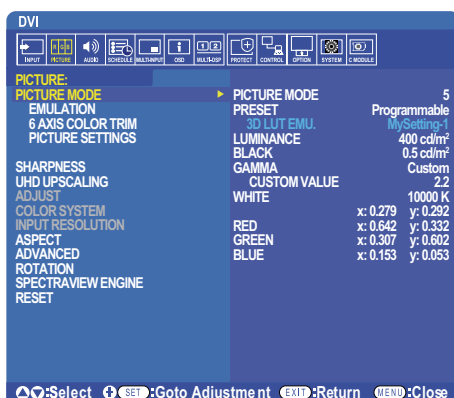 DVI
INPUT R G B PICTURE AUDIO SCHEDULE MULTI-INPUT OSD 1 2 MULTI-DSP PROTECT CONTROL OPTION SYSTEM C MODULE
PICTURE:
PICTURE MODE
EMULATION
6 AXIS COLOR TRIM
PICTURE SETTINGS
SHARPNESS
UHD UPSCALING
ADJUST
COLOR SYSTEM
INPUT RESOLUTION
ASPECT
ADVANCED
ROTATION
SPECTRAVIEW ENGINE
RESET
PICTURE MODE 5
PRESET Programmable
3D LUT EMU. MySetting-1
LUMINANCE 400 cd/m²
BLACK 0.5 cd/m²
GAMMA Custom
CUSTOM VALUE 2.2
WHITE 10000 K
x: 0.279 y: 0.292
RED x: 0.642 y: 0.332
GREEN x: 0.307 y: 0.602
BLUE x: 0.153 y: 0.053
:Select SET :Goto Adjustment EXIT :Return MENU :Close